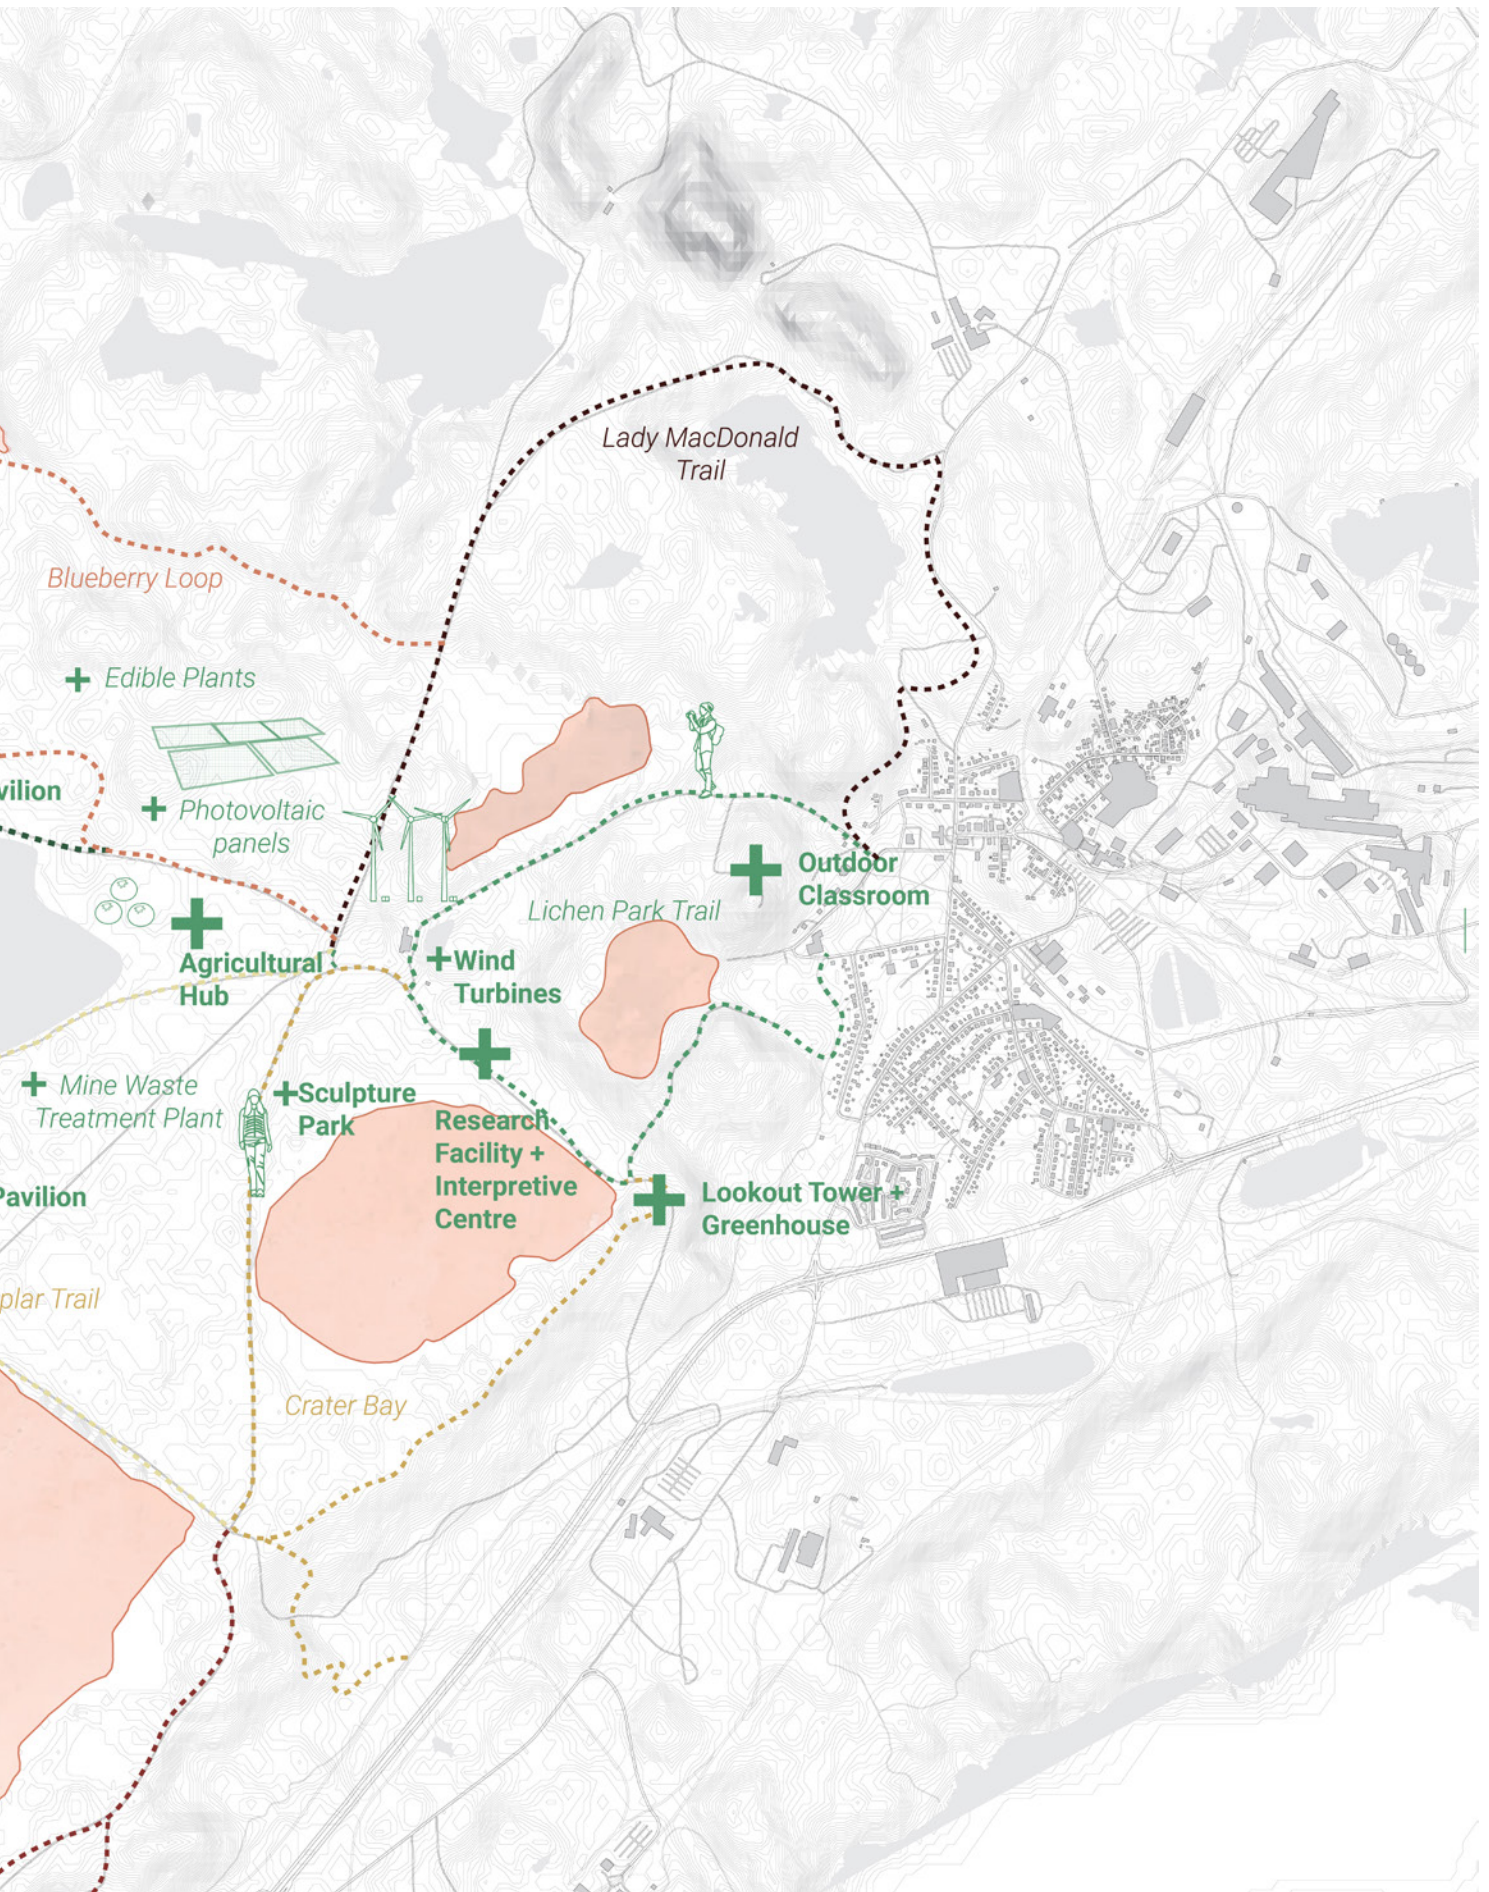 Lady MacDonald
Trail
Blueberry Loop
Edible Plants
vilion
Photovoltaic
panels
Outdoor
Classroom
Lichen Park Trail
Agricultural
Hub
Wind
Turbines
Mine Waste
Treatment Plant
Sculpture
Park
Research
Facility +
Interpretive
Centre
Pavilion
Lookout Tower +
Greenhouse
plar Trail
Crater Bay